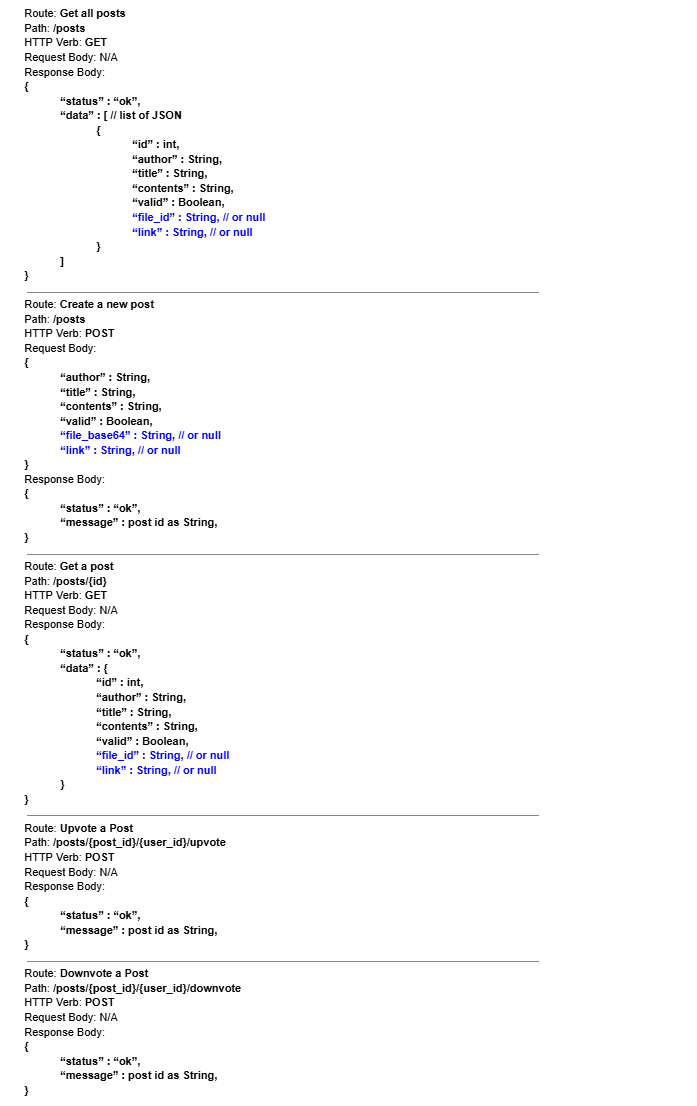 Route: Get all posts
Path: /posts
HTTP Verb: GET
Request Body: N/A
Response Body:
{
“status” : “ok”,
“data” : [ // list of JSON
{
“id” : int,
“author” : String,
“title” : String,
“contents” : String,
“valid” : Boolean,
“file_id” : String, // or null
“link” : String, // or null
}
]
}
Route: Create a new post
Path: /posts
HTTP Verb: POST
Request Body:
{
“author” : String,
“title” : String,
“contents” : String,
“valid” : Boolean,
“file_base64” : String, // or null
“link” : String, // or null
}
Response Body:
{
“status” : “ok”,
“message” : post id as String,
}
Route: Get a post
Path: /posts/{id}
HTTP Verb: GET
Request Body: N/A
Response Body:
{
“status” : “ok”,
“data” : {
“id” : int,
“author” : String,
“title” : String,
“contents” : String,
“valid” : Boolean,
“file_id” : String, // or null
“link” : String, // or null
}
}
Route: Upvote a Post
Path: /posts/{post_id}/{user_id}/upvote
HTTP Verb: POST
Request Body: N/A
Response Body:
{
“status” : “ok”,
“message” : post id as String,
}
Route: Downvote a Post
Path: /posts/{post_id}/{user_id}/downvote
HTTP Verb: POST
Request Body: N/A
Response Body:
{
“status” : “ok”,
“message” : post id as String,
}